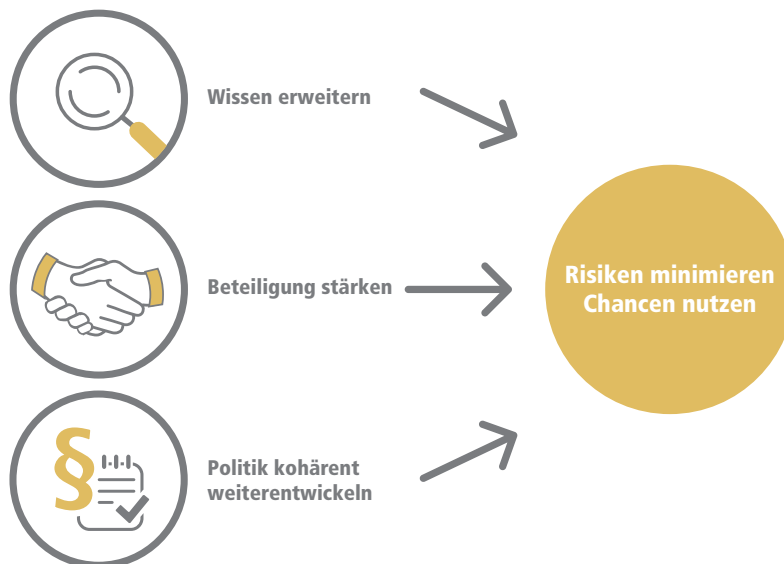 Wissen erweitern
Beteiligung stärken
Risiken minimieren
Chancen nutzen
§
Politik kohärent
weiterentwickeln